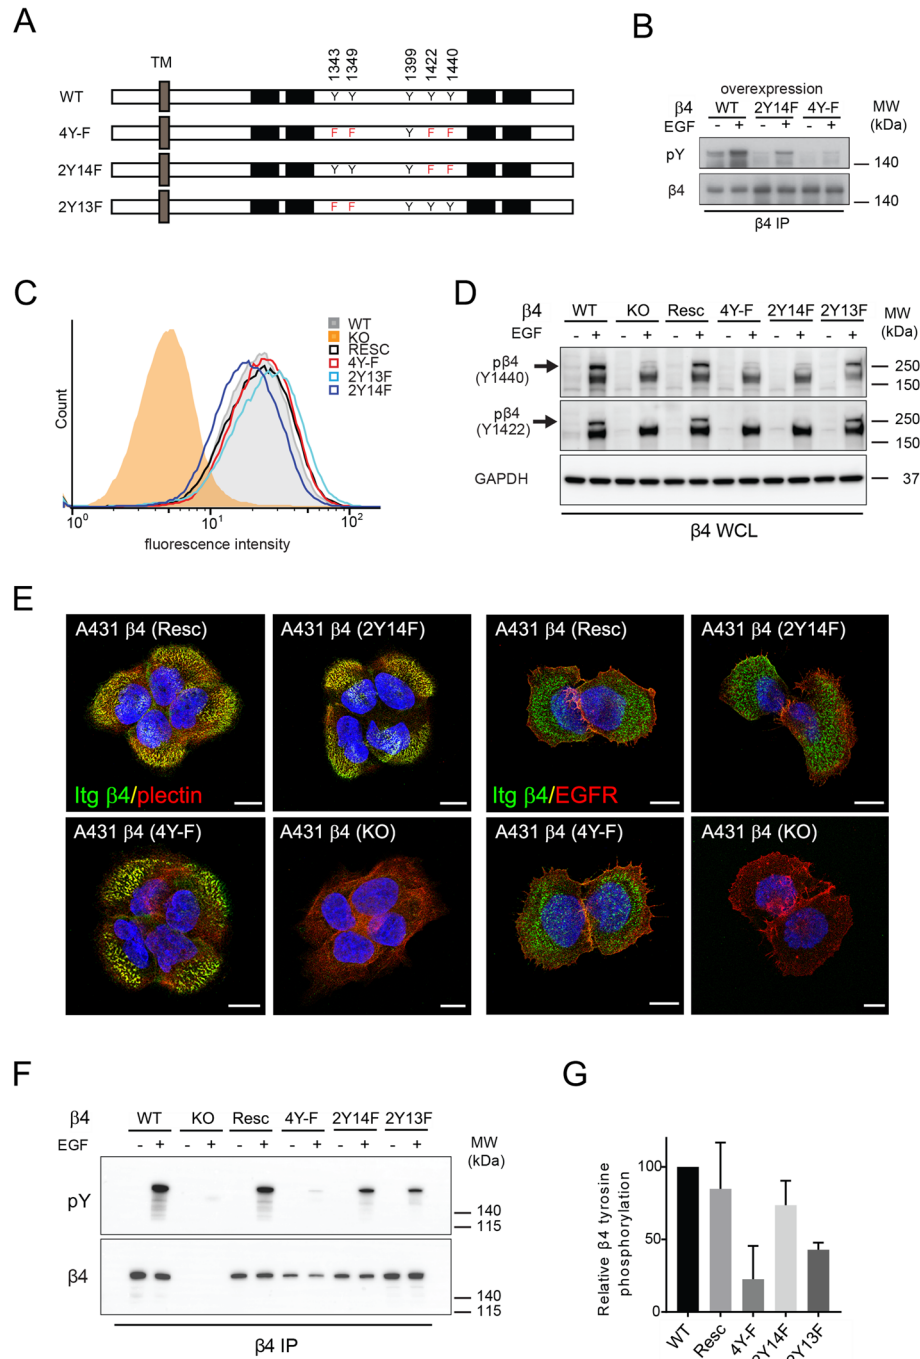 A
TM
1343
1349
1399
1422
1440
WT Y Y Y Y Y
4Y-F F F Y F F
2Y14F Y Y Y F F
2Y13F F F Y Y Y
B
overexpression
β4 WT 2Y14F 4Y-F MW
EGF - + - + - + (kDa)
pY
140
β4
140
β4 IP
C
Count
WT
KO
RESC
4Y-F
2Y13F
2Y14F
10⁰ 10¹ 10²
fluorescence intensity
D
β4 WT KO Resc 4Y-F 2Y14F 2Y13F MW
EGF - + - + - + - + - + - + (kDa)
pβ4
(Y1440)
250
150
pβ4
(Y1422)
250
150
GAPDH
37
β4 WCL
E
A431 β4 (Resc)
Itg β4/plectin
A431 β4 (2Y14F)
A431 β4 (Resc)
Itg β4/EGFR
A431 β4 (2Y14F)
A431 β4 (4Y-F)
A431 β4 (KO)
A431 β4 (4Y-F)
A431 β4 (KO)
F
β4 WT KO Resc 4Y-F 2Y14F 2Y13F
EGF - + - + - + - + - + - + MW
(kDa)
pY
140
115
β4
140
115
β4 IP
G
Relative β4 tyrosine
phosphorylation
100
50
0
WT
Resc
4Y-F
2Y14F
2Y13F